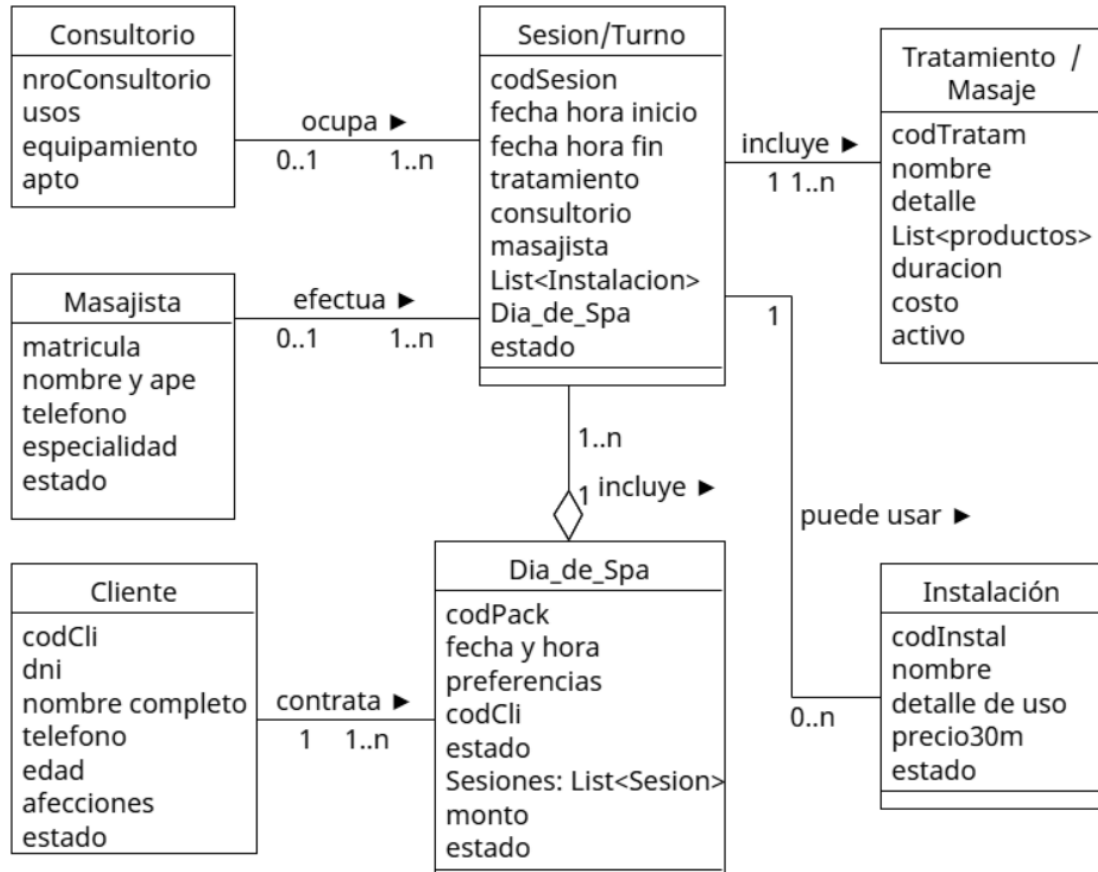 Consultorio
nroConsultorio
usos
equipamiento
apto
ocupa ►
0..1
1..n
Sesion/Turno
codSesion
fecha hora inicio
fecha hora fin
tratamiento
consultorio
masajista
List<Instalacion>
Dia_de_Spa
estado
incluye ►
1 1..n
Tratamiento /
Masaje
codTratam
nombre
detalle
List<productos>
duracion
costo
activo
Masajista
matricula
nombre y ape
telefono
especialidad
estado
efectua ►
0..1
1..n
1..n
1
incluye ►
1
puede usar ►
0..n
Cliente
codCli
dni
nombre completo
telefono
edad
afecciones
estado
contrata ►
1
1..n
Dia_de_Spa
codPack
fecha y hora
preferencias
codCli
estado
Sesiones: List<Sesion>
monto
estado
Instalación
codInstal
nombre
detalle de uso
precio30m
estado